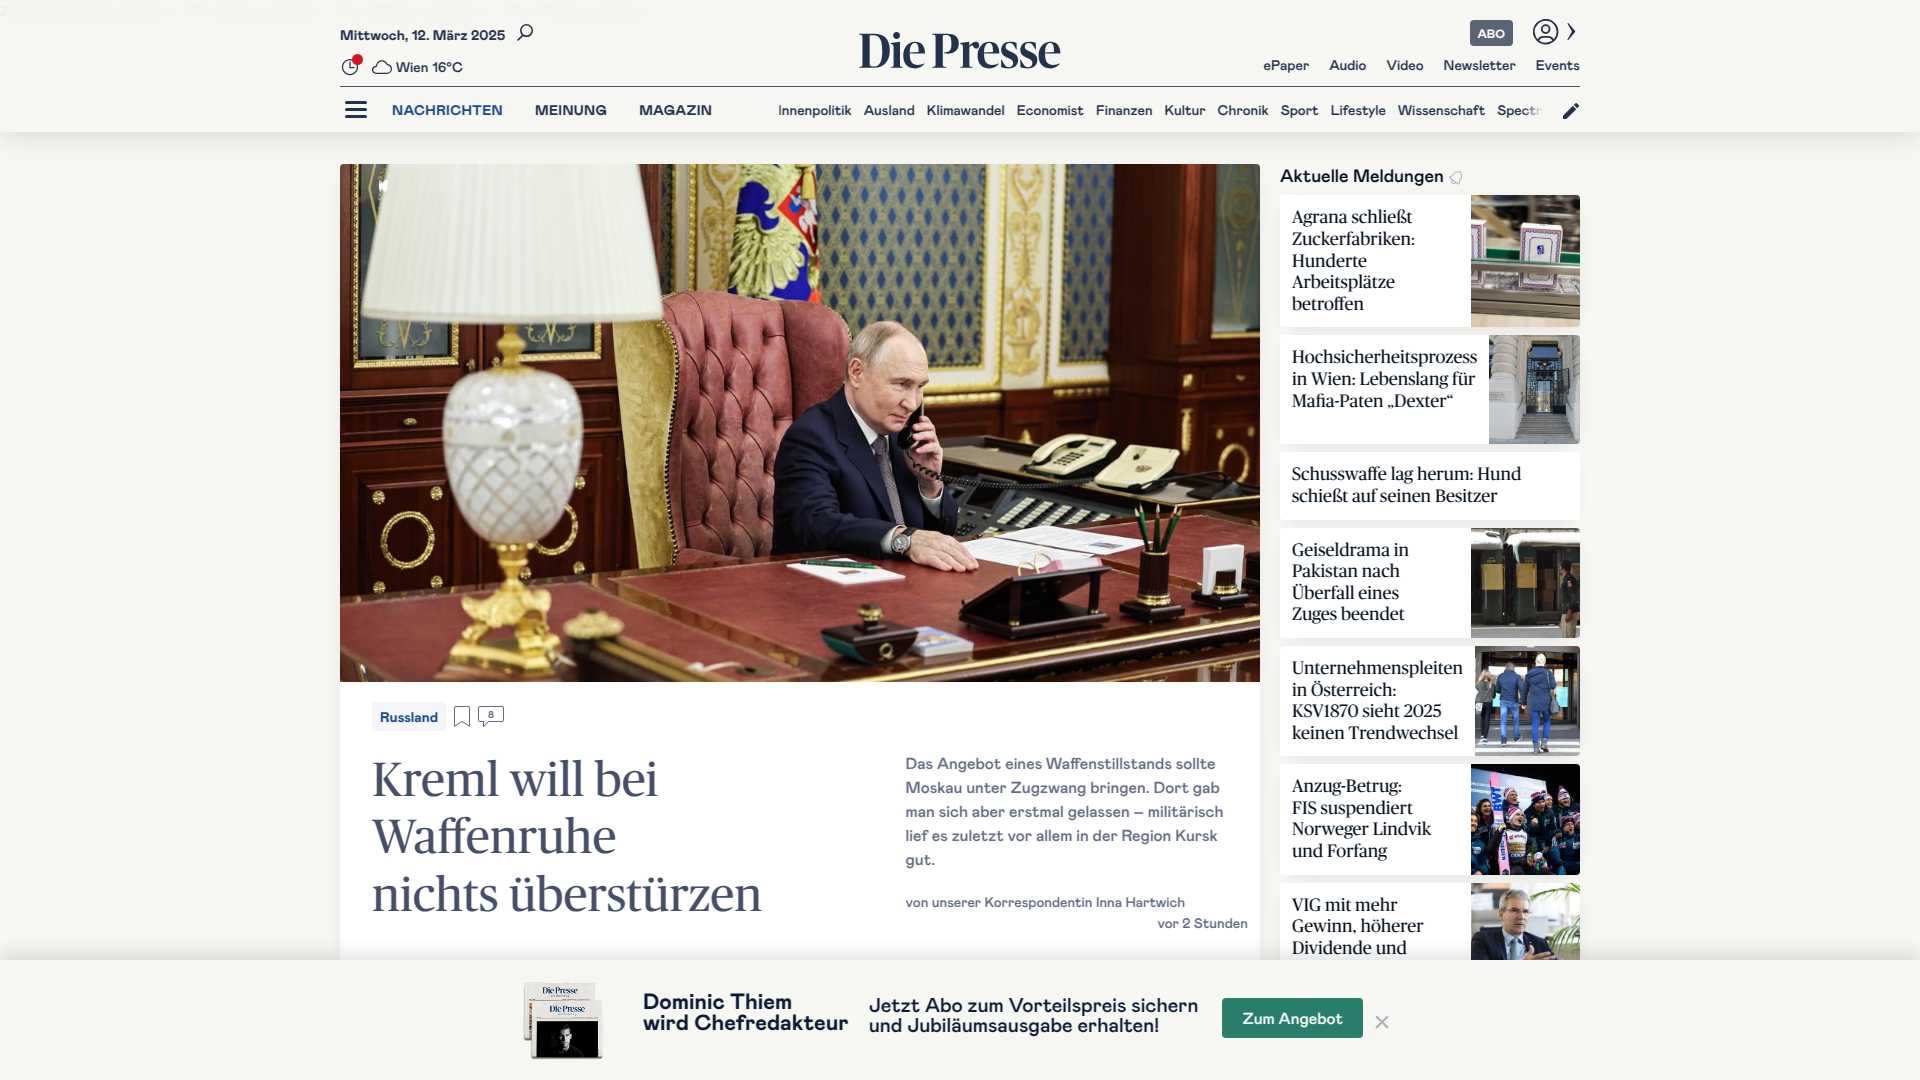 Mittwoch, 12. März 2025
Wien 16°C
Die Presse
ABO
ePaper Audio Video Newsletter Events
NACHRICHTEN MEINUNG MAGAZIN
Innenpolitik Ausland Klimawandel Economist Finanzen Kultur Chronik Sport Lifestyle Wissenschaft Spectr
Russland
8
Kreml will bei
Waffenruhe
nichts überstürzen
Das Angebot eines Waffenstillstands sollte
Moskau unter Zugzwang bringen. Dort gab
man sich aber erstmal gelassen – militärisch
lief es zuletzt vor allem in der Region Kursk
gut.
von unserer Korrespondentin Inna Hartwich
vor 2 Stunden
Aktuelle Meldungen
Agrana schließt
Zuckerfabriken:
Hunderte
Arbeitsplätze
betroffen
Hochsicherheitsprozess
in Wien: Lebenslang für
Mafia-Paten „Dexter“
Schusswaffe lag herum: Hund
schießt auf seinen Besitzer
Geiseldrama in
Pakistan nach
Überfall eines
Zuges beendet
Unternehmenspleiten
in Österreich:
KSV1870 sieht 2025
keinen Trendwechsel
Anzug-Betrug:
FIS suspendiert
Norweger Lindvik
und Forfang
VIG mit mehr
Gewinn, höherer
Dividende und
Die Presse
Die Presse
Dominic Thiem
wird Chefredakteur
Jetzt Abo zum Vorteilspreis sichern
und Jubiläumsausgabe erhalten!
Zum Angebot